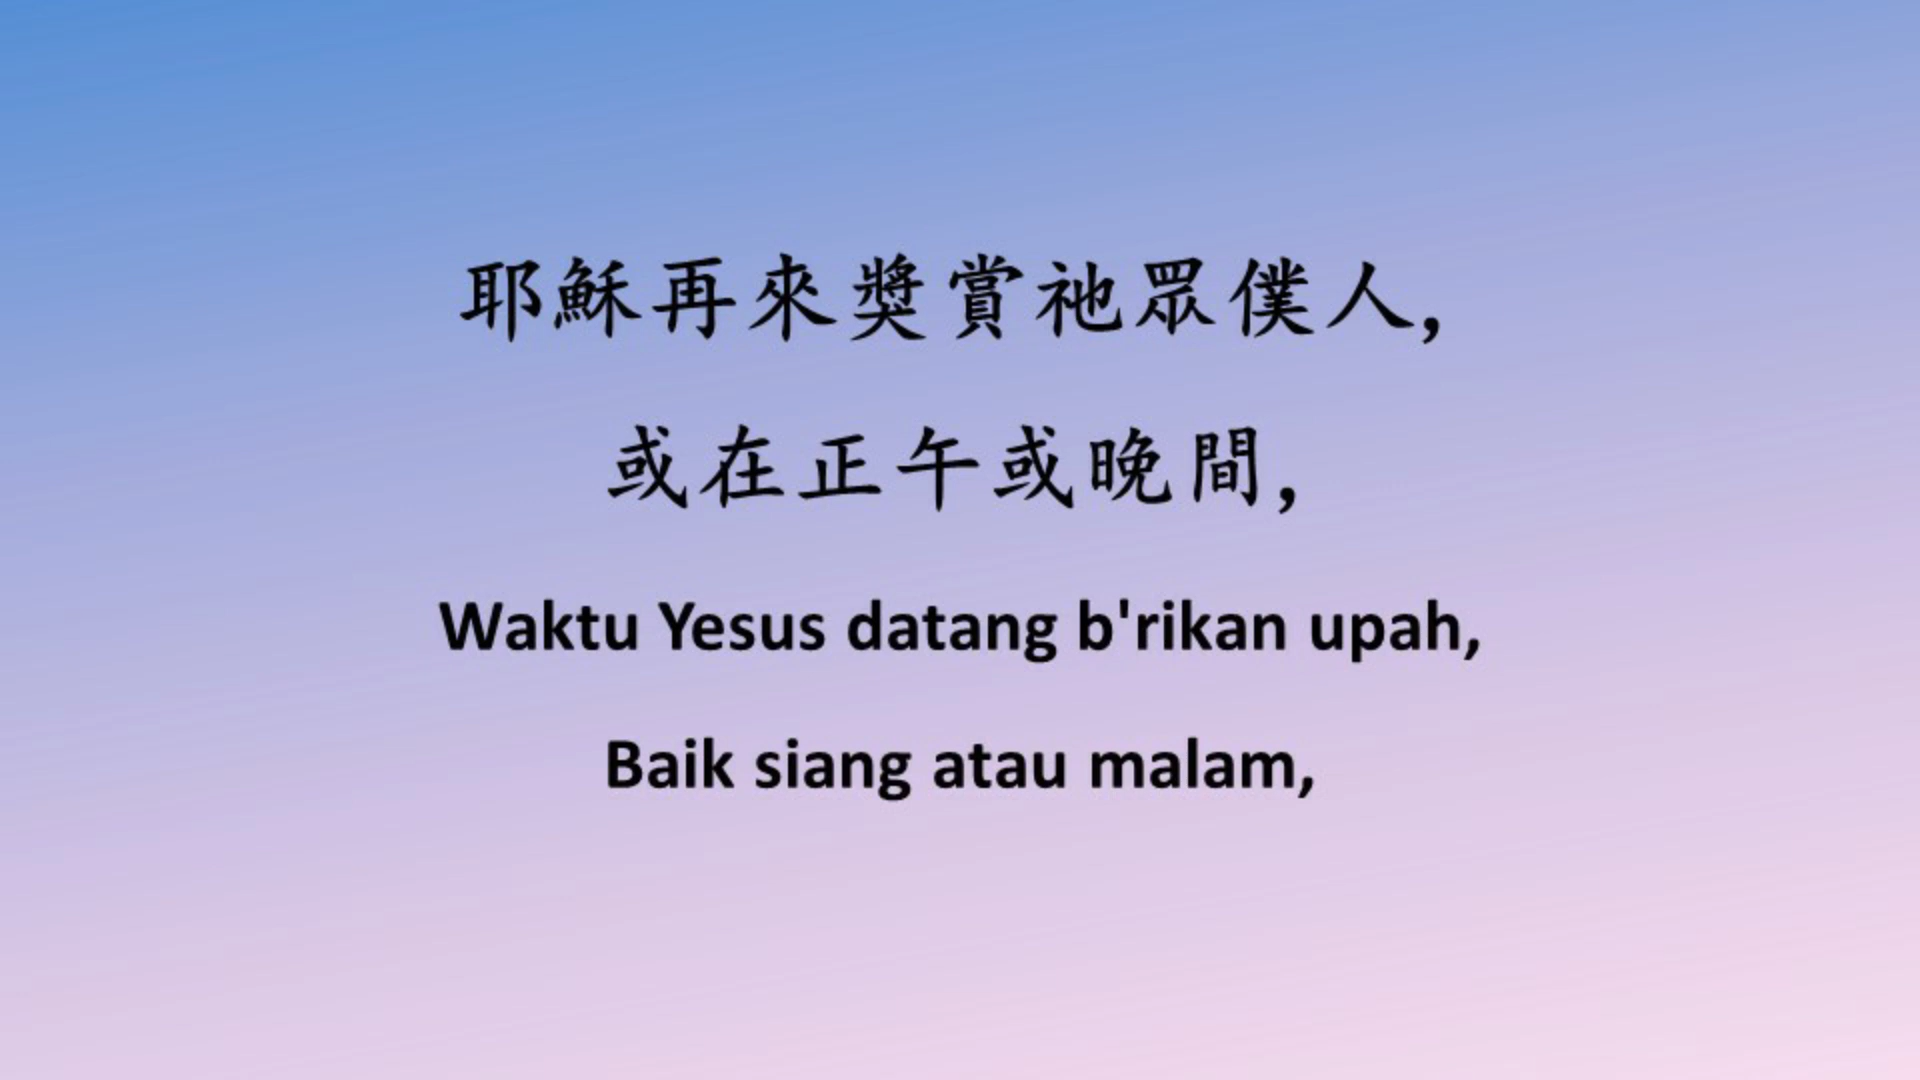 耶穌再來獎賞祂眾僕人,
或在正午或晚間,
Waktu Yesus datang b'rikan upah,
Baik siang atau malam,